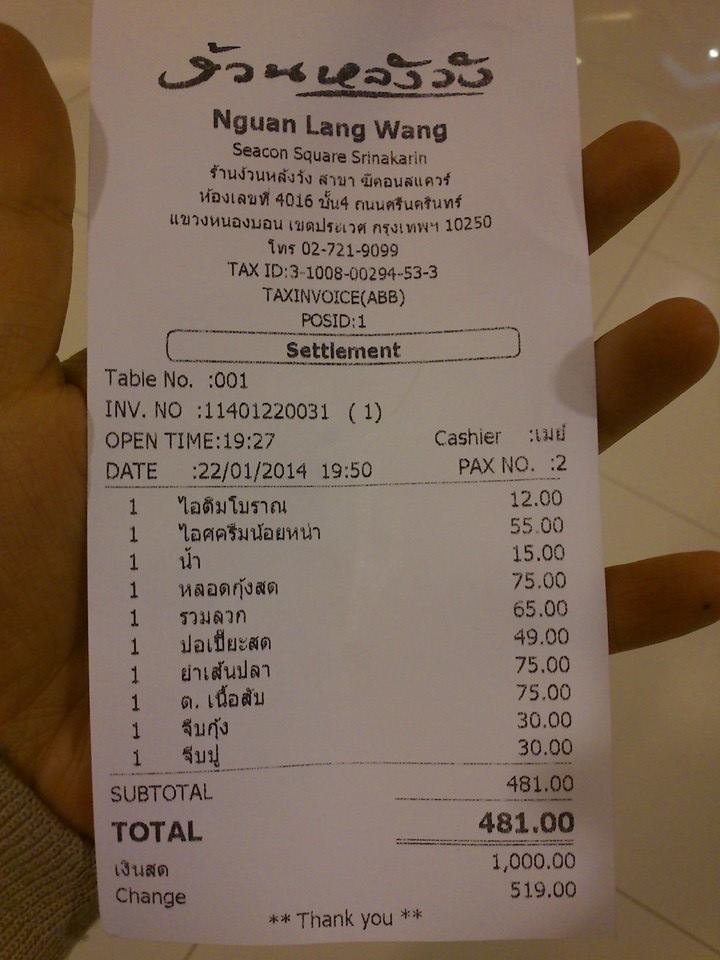 ง้วนหลังวัง
Nguan Lang Wang
Seacon Square Srinakarin
ร้านง้วนหลังวัง สาขา ซีคอนสแควร์
ห้องเลขที่ 4016 ชั้น4 ถนนศรีนครินทร์
แขวงหนองบอน เขตประเวศ กรุงเทพฯ 10250
โทร 02-721-9099
TAX ID:3-1008-00294-53-3
TAXINVOICE(ABB)
POSID:1
Settlement
Table No. :001
INV. NO :11401220031 ( 1)
OPEN TIME:19:27 Cashier :เมย์
DATE :22/01/2014 19:50 PAX NO. :2
1 ไอติมโบราณ 12.00
1 ไอศครีมน้อยหน่า 55.00
1 น้ำ 15.00
1 หลอดกุ้งสด 75.00
1 รวมลวก 65.00
1 ปอเปี๊ยะสด 49.00
1 ยำเส้นปลา 75.00
1 ต. เนื้อสับ 75.00
1 จีบกุ้ง 30.00
1 จีบปู 30.00
SUBTOTAL 481.00
TOTAL 481.00
เงินสด 1,000.00
Change 519.00
** Thank you **